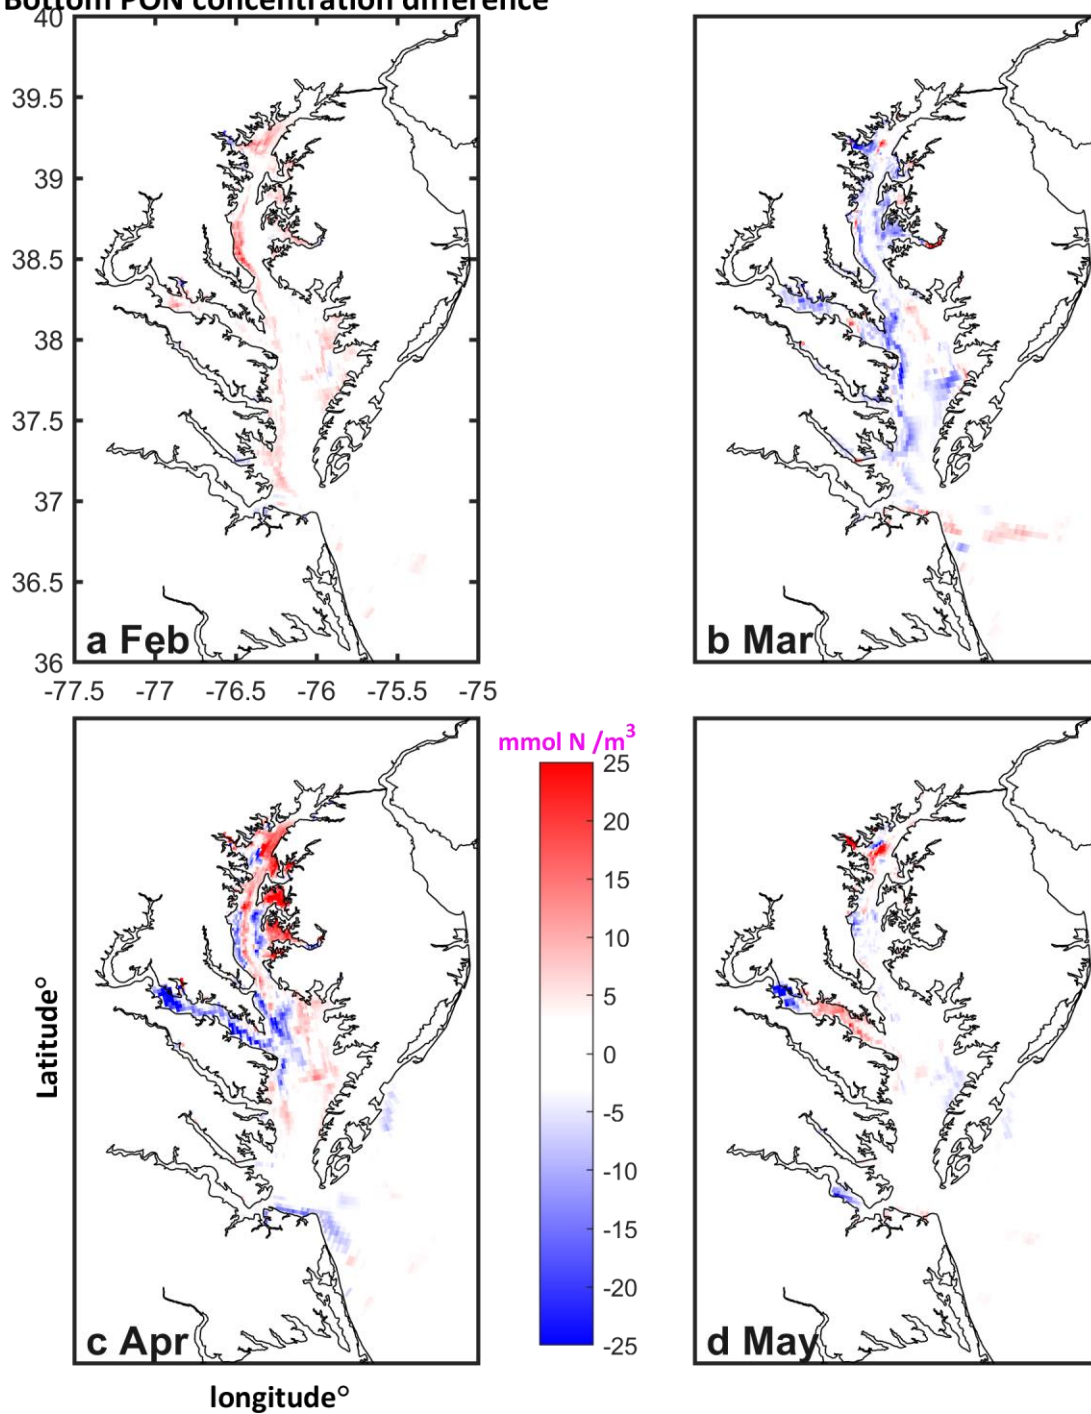 Bottom PON concentration difference
40
39.5
39
38.5
38
37.5
37
36.5
36
a Feb
b Mar
-77.5 -77 -76.5 -76 -75.5 -75
mmol N /m³
25
20
15
10
5
0
-5
-10
-15
-20
-25
Latitude°
c Apr
d May
longitude°